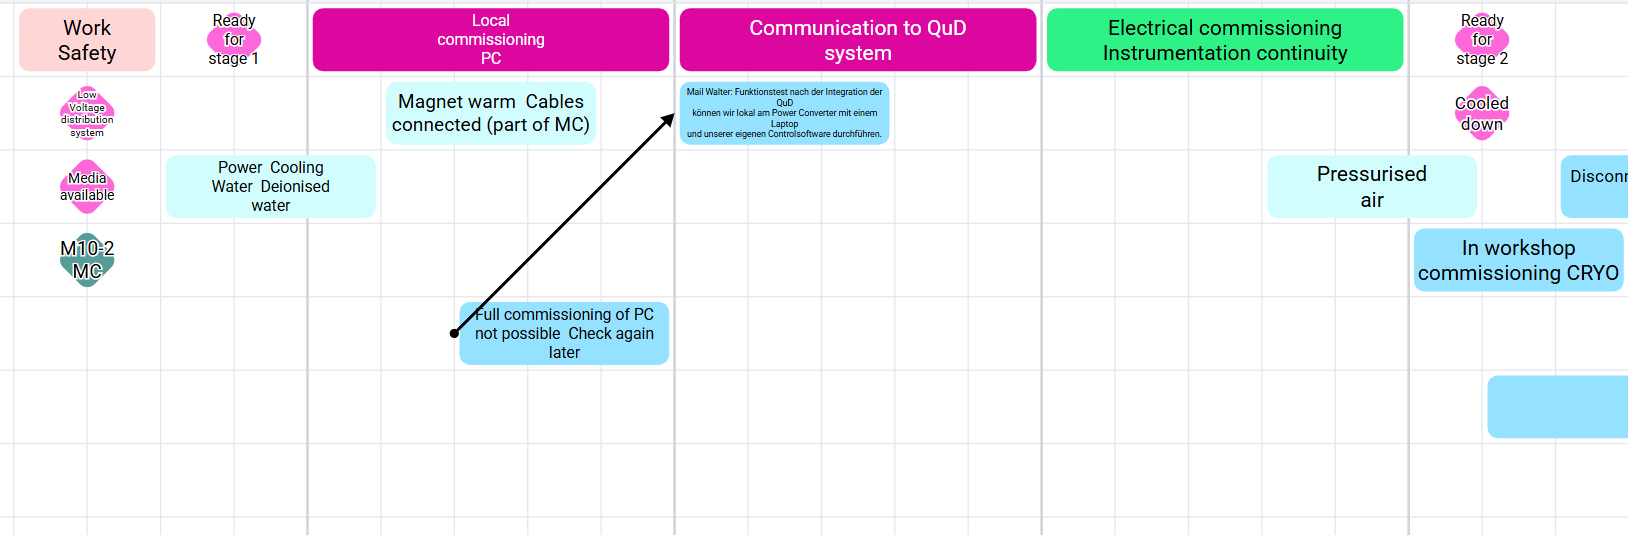 Work
Safety
Ready
for
stage 1
Local
commissioning
PC
Communication to QuD
system
Electrical commissioning
Instrumentation continuity
Ready
for
stage 2
Low
Voltage
distribution
system
Magnet warm  Cables
connected (part of MC)
Mail Walter: Funktionstest nach der Integration der
QuD
können wir lokal am Power Converter mit einem
Laptop
und unserer eigenen Controlsoftware durchführen.
Cooled
down
Media
available
Power  Cooling
Water  Deionised
water
Pressurised
air
Disconn
M10-2
MC
In workshop
commissioning CRYO
Full commissioning of PC
not possible  Check again
later